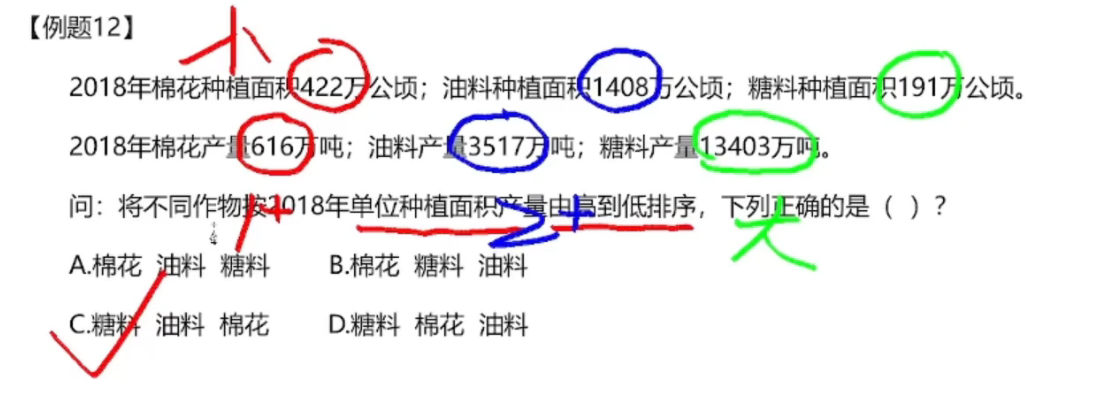 【例题12】
小
2018年棉花种植面积422万公顷；油料种植面积1408万公顷；糖料种植面积191万公顷。
2018年棉花产量616万吨；油料产量3517万吨；糖料产量13403万吨。
1+ 2+ 大
问：将不同作物按2018年单位种植面积产量由高到低排序，下列正确的是（ ）？
A.棉花 油料 糖料 B.棉花 糖料 油料
C.糖料 油料 棉花 D.糖料 棉花 油料